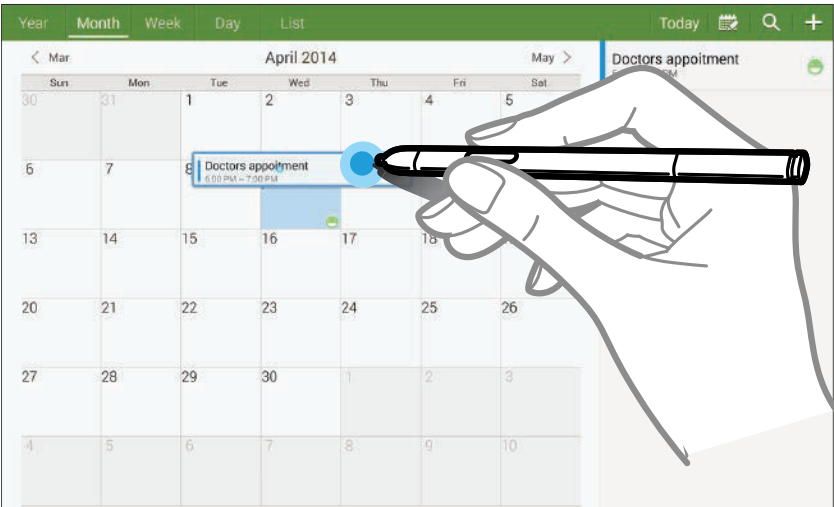 Year Month Week Day List Today
Mar April 2014 May
Doctors appoitment
Sun Mon Tue Wed Thu Fri Sat
30 31 1 2 3 4 5
Doctors appoitment
6:00 PM – 7:00 PM
6 7 8
13 14 15 16 17 18
20 21 22 23 24 25 26
27 28 29 30 1 2 3
4 5 6 7 8 9 10